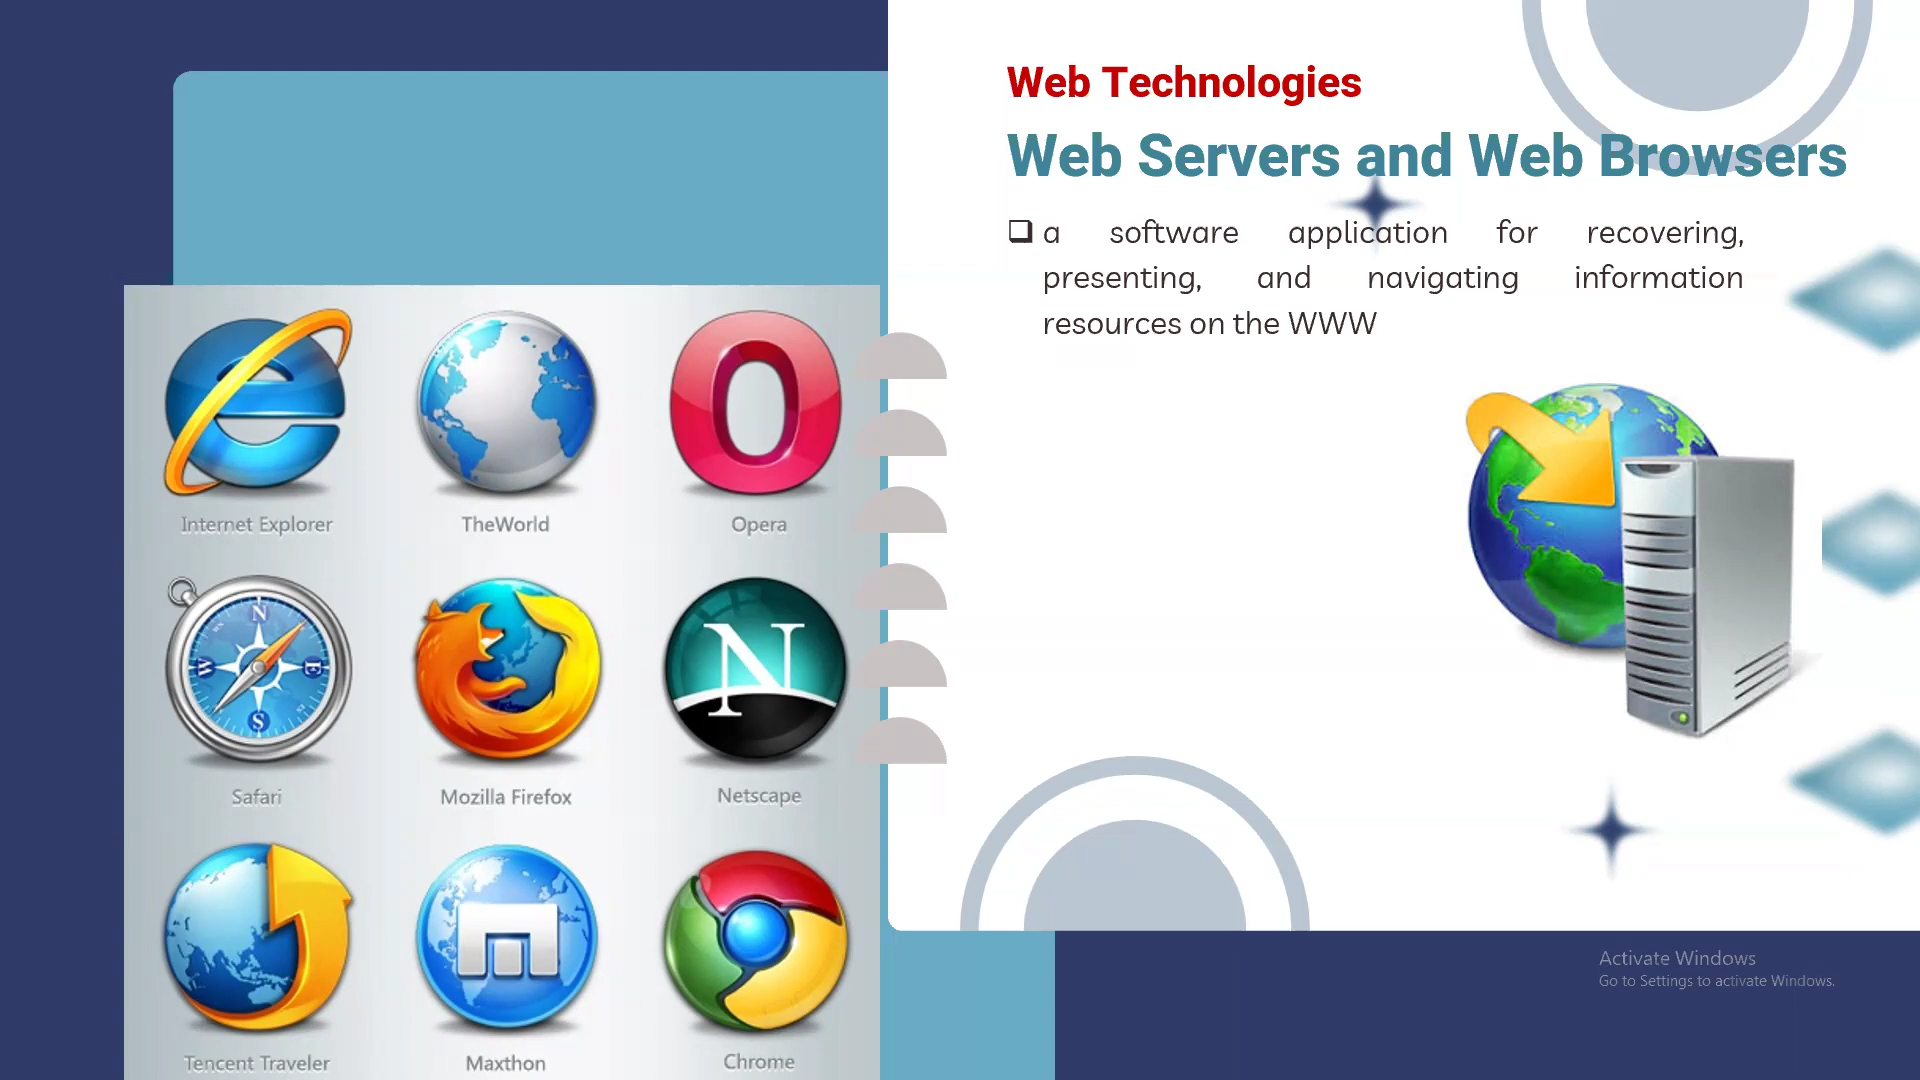 Web Technologies
Web Servers and Web Browsers
❑ a software application for recovering,
presenting, and navigating information
resources on the WWW
Internet Explorer
TheWorld
Opera
Safari
Mozilla Firefox
Netscape
Tencent Traveler
Maxthon
Chrome
Activate Windows
Go to Settings to activate Windows.